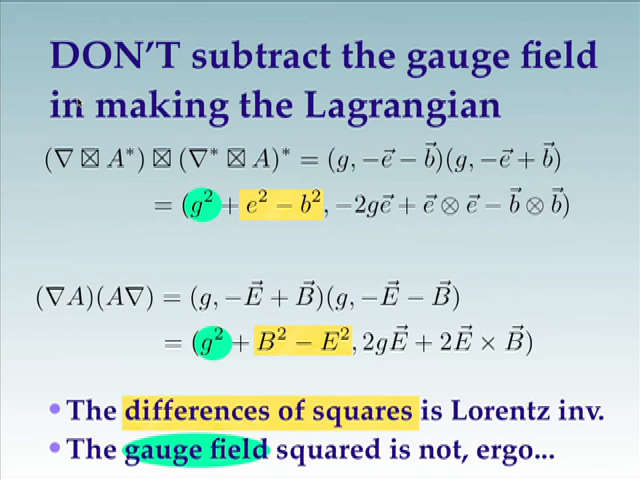 DON'T subtract the gauge field
in making the Lagrangian
(∇ ⊠ A*) ⊠ (∇* ⊠ A)* = (g, −e⃗ − b⃗)(g, −e⃗ + b⃗)
= (g² + e² − b², −2ge⃗ + e⃗ ⊗ e⃗ − b⃗ ⊗ b⃗)
(∇A)(A∇) = (g, −E⃗ + B⃗)(g, −E⃗ − B⃗)
= (g² + B² − E², 2gE⃗ + 2E⃗ × B⃗)
• The differences of squares is Lorentz inv.
• The gauge field squared is not, ergo...